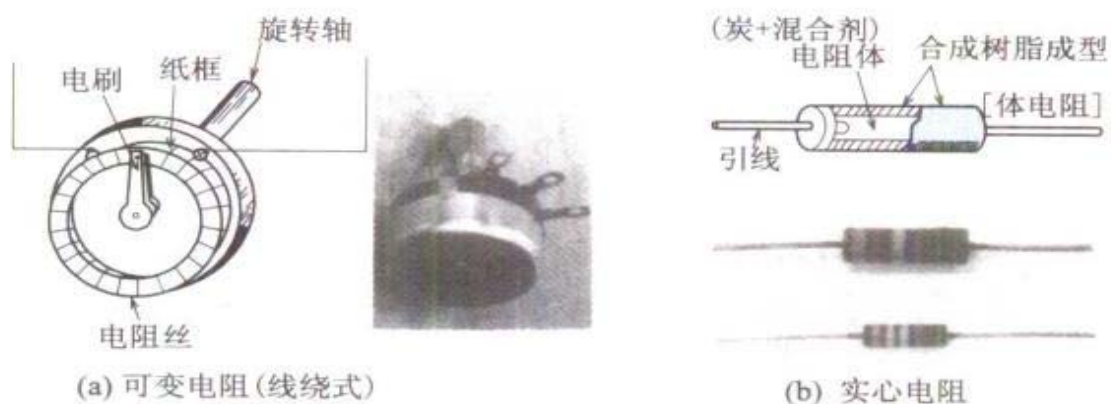 旋转轴
电刷
纸框
电阻丝
(a) 可变电阻(线绕式)
(炭+混合剂)
电阻体
合成树脂成型
[体电阻]
引线
(b) 实心电阻